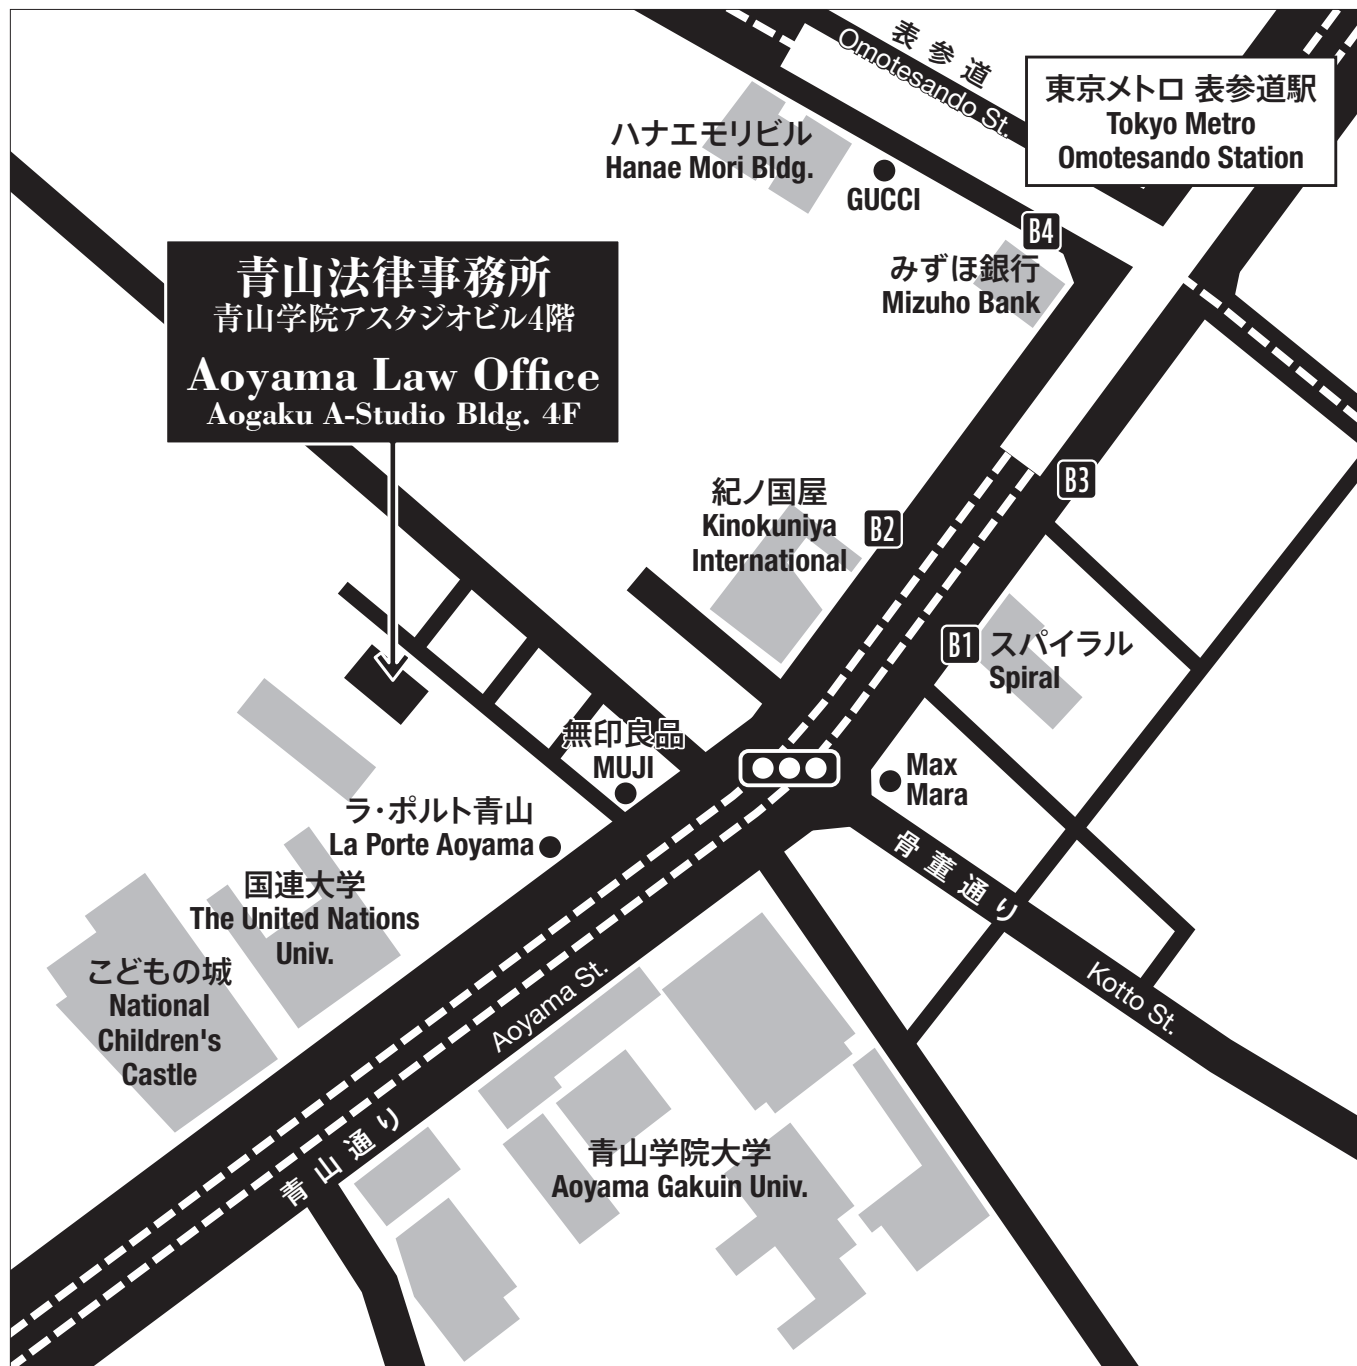 表参道
Omotesando St.
東京メトロ 表参道駅
Tokyo Metro
Omotesando Station
ハナエモリビル
Hanae Mori Bldg.
GUCCI
B4
みずほ銀行
Mizuho Bank
青山法律事務所
青山学院アスタジオビル4階
Aoyama Law Office
Aogaku A-Studio Bldg. 4F
B3
紀ノ国屋
Kinokuniya
International
B2
B1
スパイラル
Spiral
無印良品
MUJI
Max
Mara
ラ・ポルト青山
La Porte Aoyama
骨董通り
Kotto St.
国連大学
The United Nations
Univ.
こどもの城
National
Children's
Castle
Aoyama St.
青山通り
青山学院大学
Aoyama Gakuin Univ.